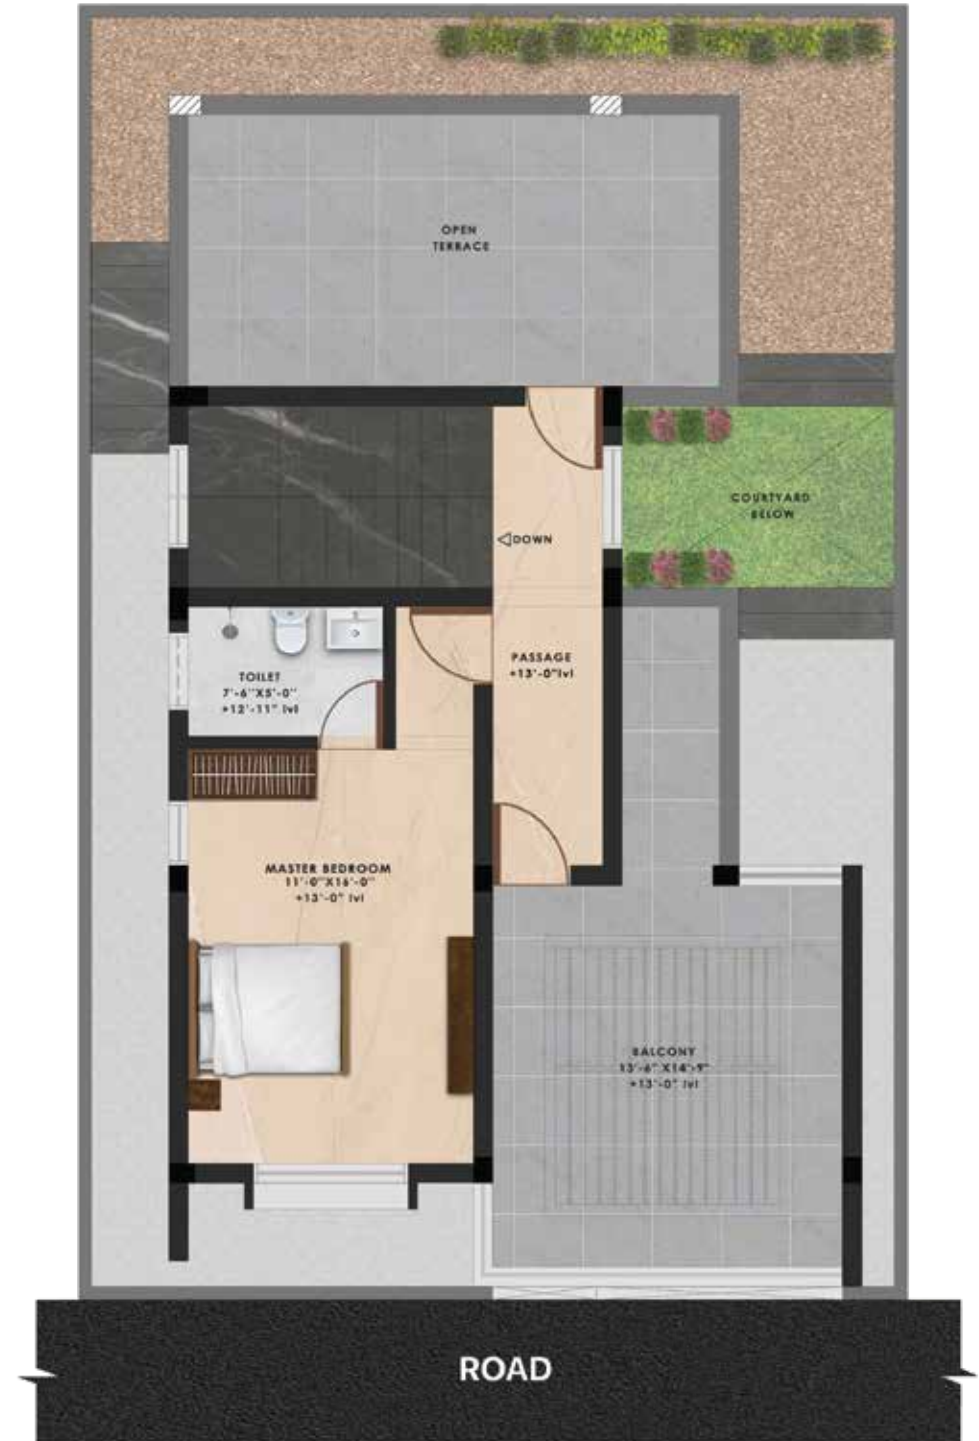 OPEN
TERRACE
COURTYARD
BELOW
DOWN
PASSAGE
+13'-0"lvl
TOILET
7'-6"X5'-0"
+12'-11" lvl
MASTER BEDROOM
11'-0"X16'-0"
+13'-0" lvl
BALCONY
13'-6" X14'-9"
+13'-0" lvl
ROAD